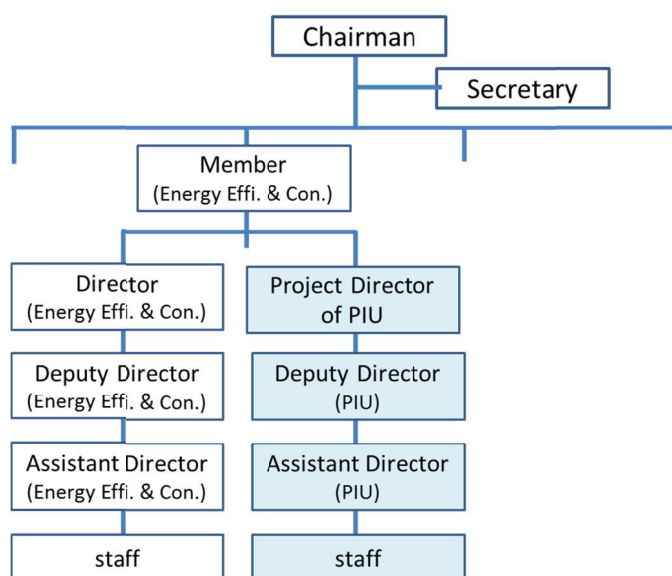 Chairman
Secretary
Member
(Energy Effi. & Con.)
Director
(Energy Effi. & Con.)
Project Director
of PIU
Deputy Director
(Energy Effi. & Con.)
Deputy Director
(PIU)
Assistant Director
(Energy Effi. & Con.)
Assistant Director
(PIU)
staff
staff